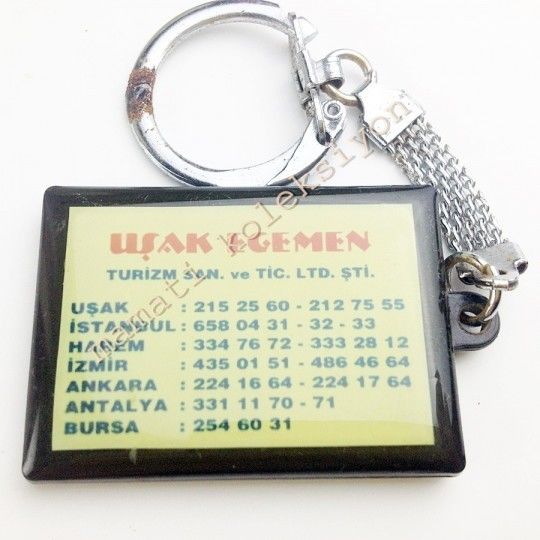 UŞAK EGEMEN
TURİZM SAN. ve TİC. LTD. ŞTİ.
UŞAK : 215 25 60 - 212 75 55
İSTANBUL : 658 04 31 - 32 - 33
HAREM : 334 76 72 - 333 28 12
İZMİR : 435 01 51 - 486 46 64
ANKARA : 224 16 64 - 224 17 64
ANTALYA : 331 11 70 - 71
BURSA : 254 60 31
mamati koleksiyon